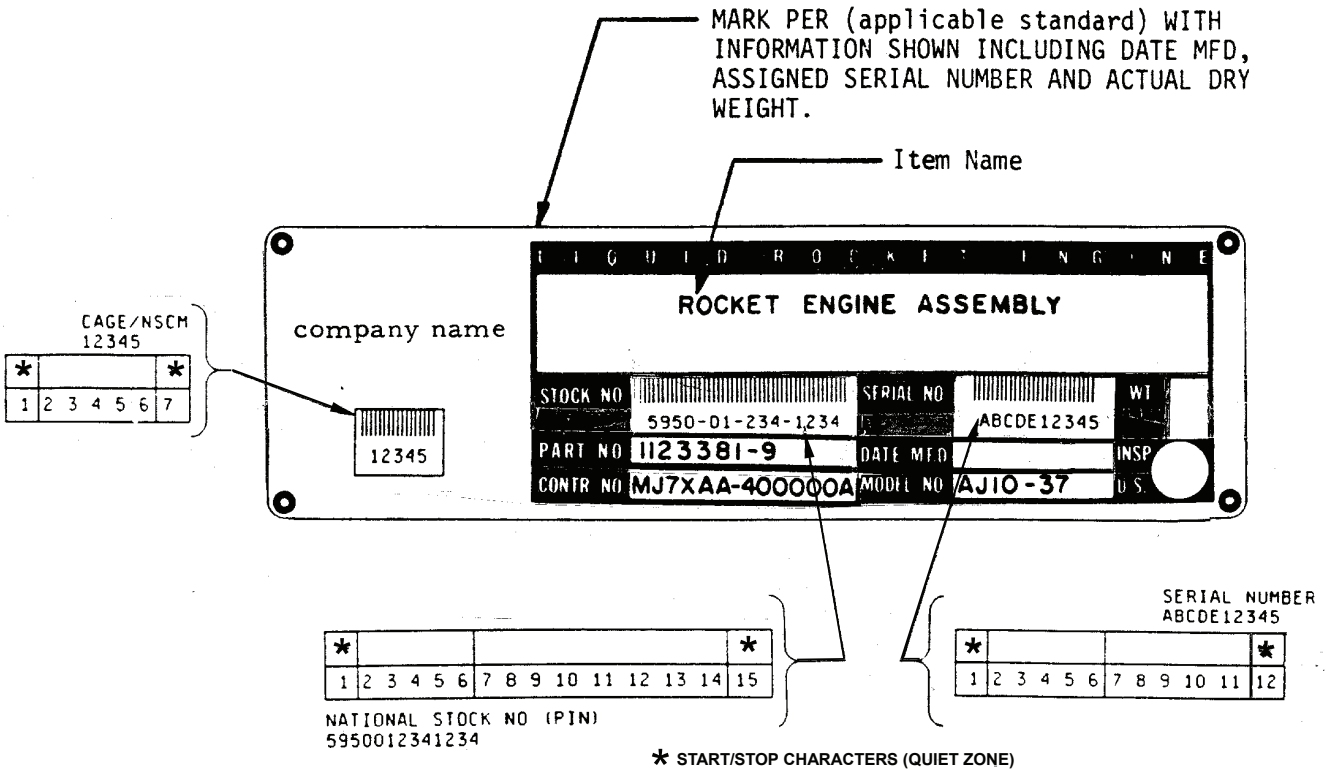 MARK PER (applicable standard) WITH
INFORMATION SHOWN INCLUDING DATE MFD,
ASSIGNED SERIAL NUMBER AND ACTUAL DRY
WEIGHT.
Item Name
LIQUID ROCKET ENGINE
ROCKET ENGINE ASSEMBLY
company name
CAGE/NSCM
12345
* *
1 2 3 4 5 6 7
12345
STOCK NO
5950-01-234-1234
SERIAL NO
ABCDE12345
WT
PART NO 1123381-9
DATE MFD
INSP
CONTR NO MJ7XAA-400000A
MODEL NO AJ10-37
U.S.
* *
1 2 3 4 5 6 7 8 9 10 11 12 13 14 15
NATIONAL STOCK NO (PIN)
5950012341234
SERIAL NUMBER
ABCDE12345
* *
1 2 3 4 5 6 7 8 9 10 11 12
* START/STOP CHARACTERS (QUIET ZONE)